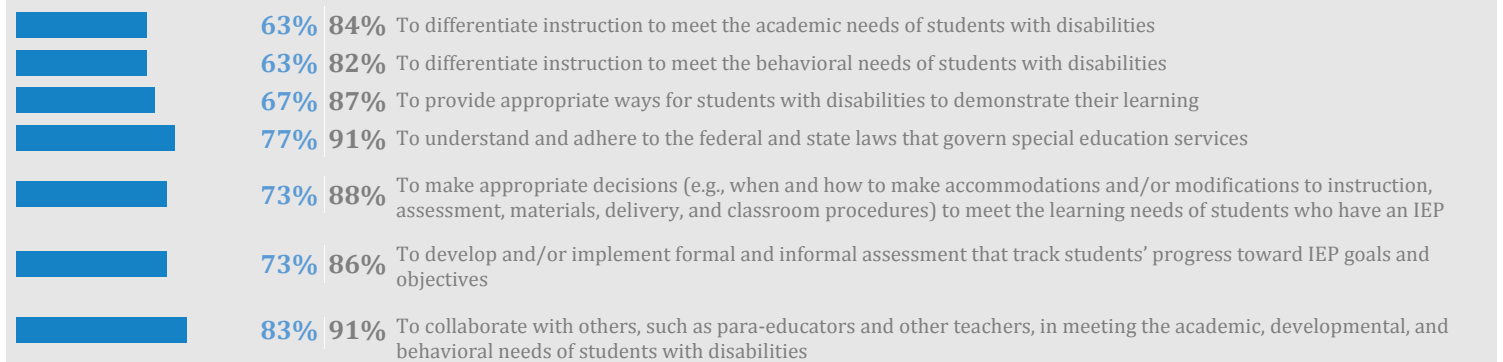 63% 84% To differentiate instruction to meet the academic needs of students with disabilities
63% 82% To differentiate instruction to meet the behavioral needs of students with disabilities
67% 87% To provide appropriate ways for students with disabilities to demonstrate their learning
77% 91% To understand and adhere to the federal and state laws that govern special education services
73% 88% To make appropriate decisions (e.g., when and how to make accommodations and/or modifications to instruction,
assessment, materials, delivery, and classroom procedures) to meet the learning needs of students who have an IEP
73% 86% To develop and/or implement formal and informal assessment that track students’ progress toward IEP goals and
objectives
83% 91% To collaborate with others, such as para-educators and other teachers, in meeting the academic, developmental, and
behavioral needs of students with disabilities